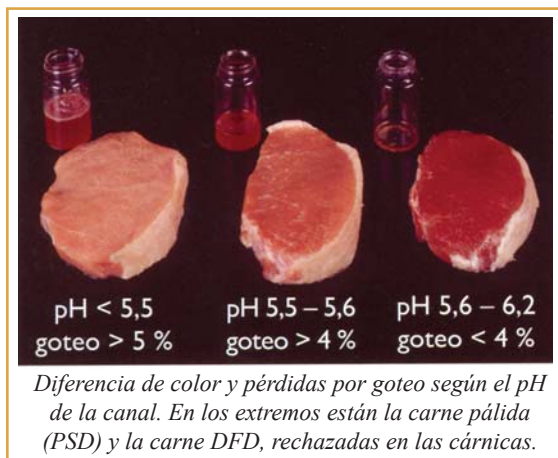 pH < 5,5
goteo > 5 %
pH 5,5 – 5,6
goteo > 4 %
pH 5,6 – 6,2
goteo < 4 %
Diferencia de color y pérdidas por goteo según el pH
de la canal. En los extremos están la carne pálida
(PSD) y la carne DFD, rechazadas en las cárnicas.